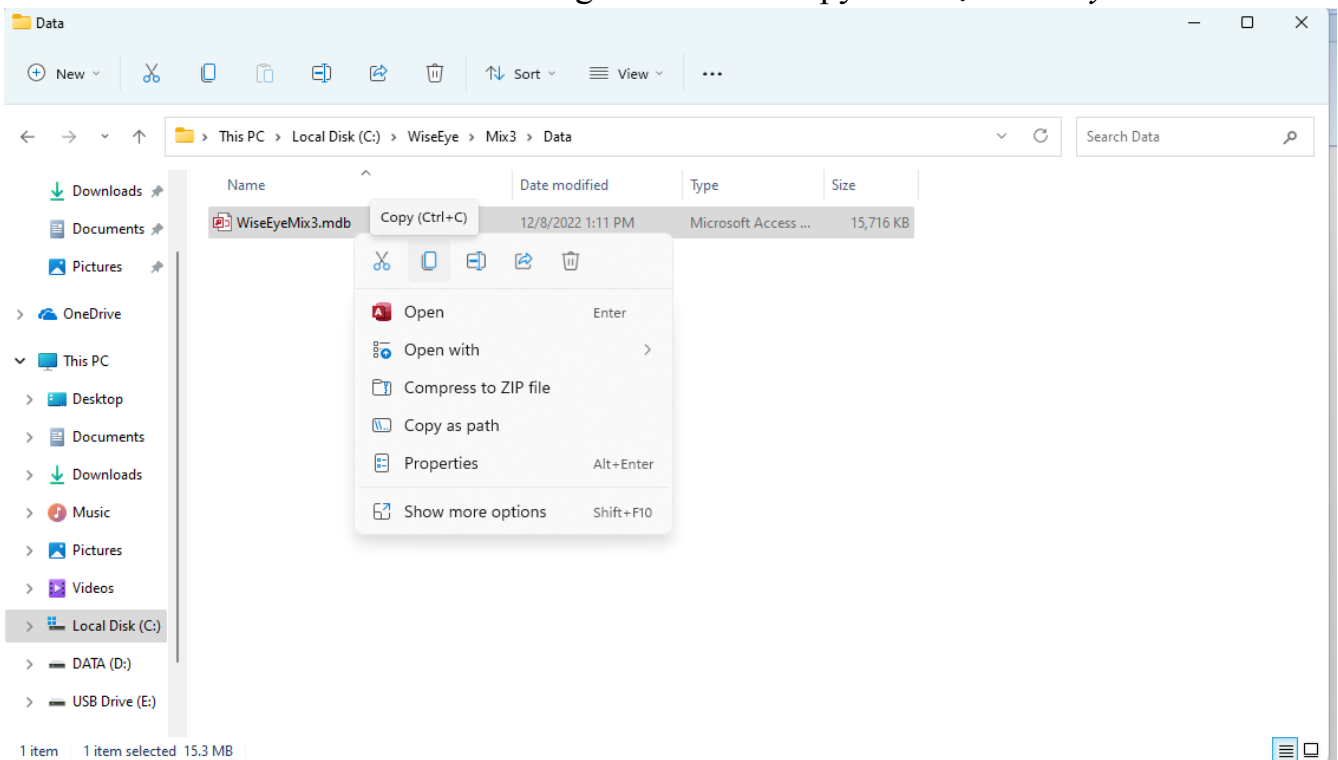 Data
New
Sort
View
This PC > Local Disk (C:) > WiseEye > Mix3 > Data
Search Data
Downloads
Documents
Pictures
OneDrive
This PC
Desktop
Documents
Downloads
Music
Pictures
Videos
Local Disk (C:)
DATA (D:)
USB Drive (E:)
Name Date modified Type Size
WiseEyeMix3.mdb 12/8/2022 1:11 PM Microsoft Access ... 15,716 KB
Copy (Ctrl+C)
Open Enter
Open with
Compress to ZIP file
Copy as path
Properties Alt+Enter
Show more options Shift+F10
1 item 1 item selected 15.3 MB